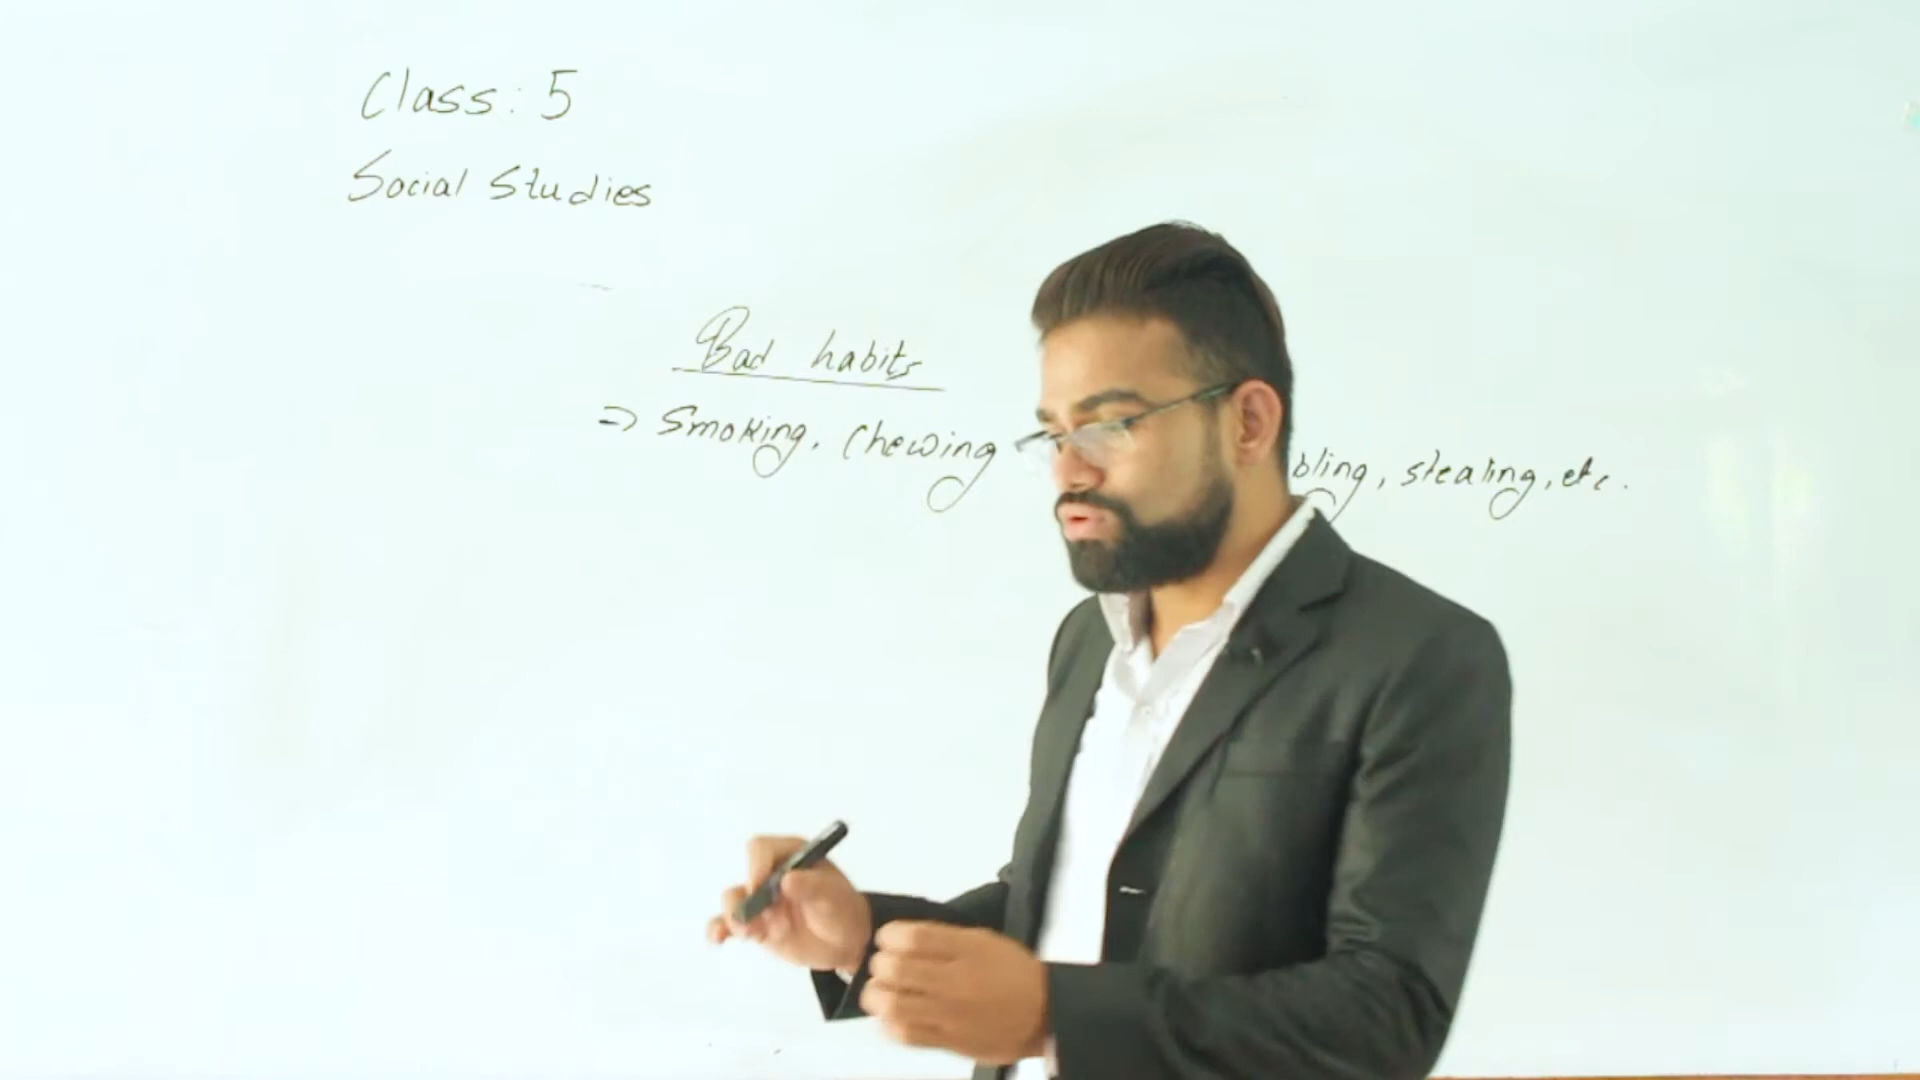 Class: 5
Social Studies
Bad habits
⇒ Smoking, Chewing bling, stealing, etc.